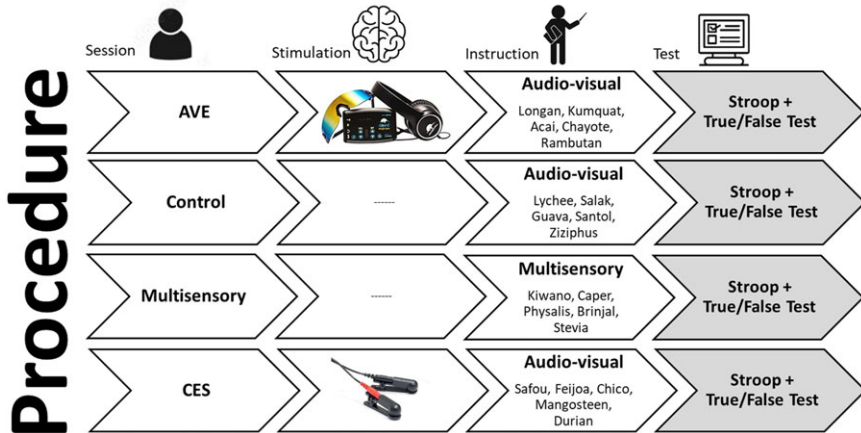 Procedure
Session
Stimulation
Instruction
Test
AVE
Audio-visual
Longan, Kumquat,
Acai, Chayote,
Rambutan
Stroop +
True/False Test
Control
------
Audio-visual
Lychee, Salak,
Guava, Santol,
Ziziphus
Stroop +
True/False Test
Multisensory
------
Multisensory
Kiwano, Caper,
Physalis, Brinjal,
Stevia
Stroop +
True/False Test
CES
Audio-visual
Safou, Feijoa, Chico,
Mangosteen,
Durian
Stroop +
True/False Test